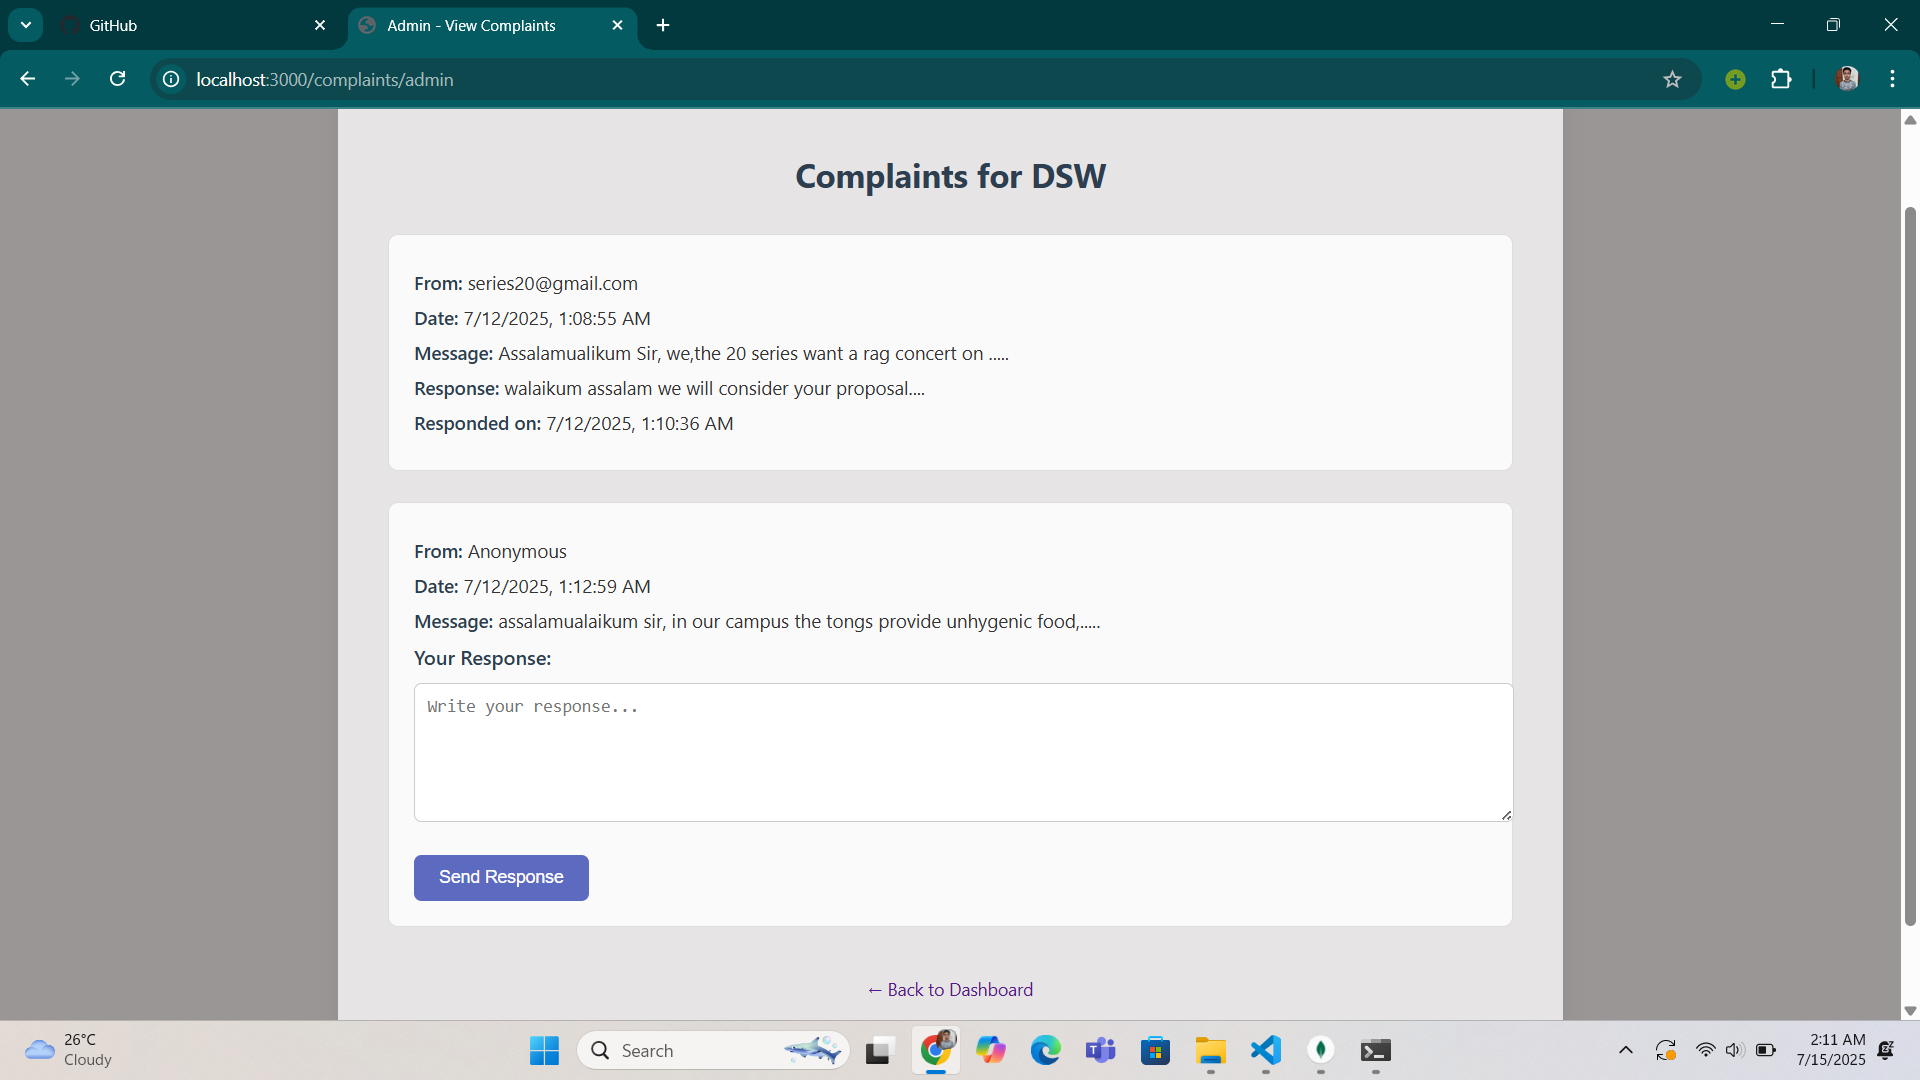 GitHub
Admin - View Complaints
localhost:3000/complaints/admin
Complaints for DSW
From: series20@gmail.com
Date: 7/12/2025, 1:08:55 AM
Message: Assalamualikum Sir, we,the 20 series want a rag concert on .....
Response: walaikum assalam we will consider your proposal....
Responded on: 7/12/2025, 1:10:36 AM
From: Anonymous
Date: 7/12/2025, 1:12:59 AM
Message: assalamualaikum sir, in our campus the tongs provide unhygenic food,.....
Your Response:
Write your response...
Send Response
← Back to Dashboard
26°C
Cloudy
Search
2:11 AM
7/15/2025